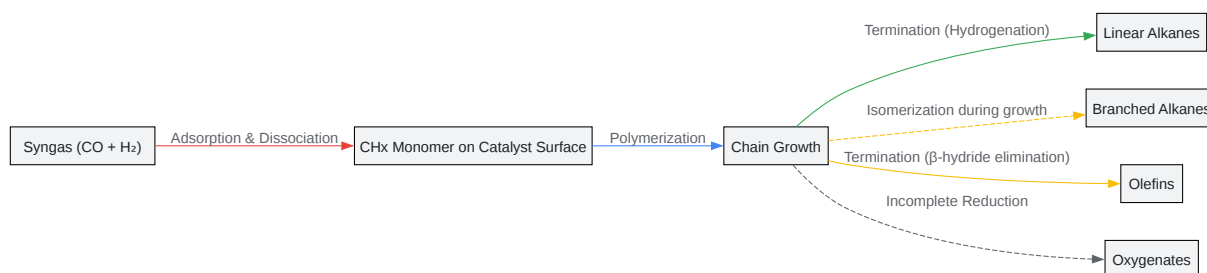 Syngas (CO + H₂)
Adsorption & Dissociation
CHx Monomer on Catalyst Surface
Polymerization
Chain Growth
Termination (Hydrogenation)
Linear Alkanes
Isomerization during growth
Branched Alkanes
Termination (β-hydride elimination)
Olefins
Incomplete Reduction
Oxygenates